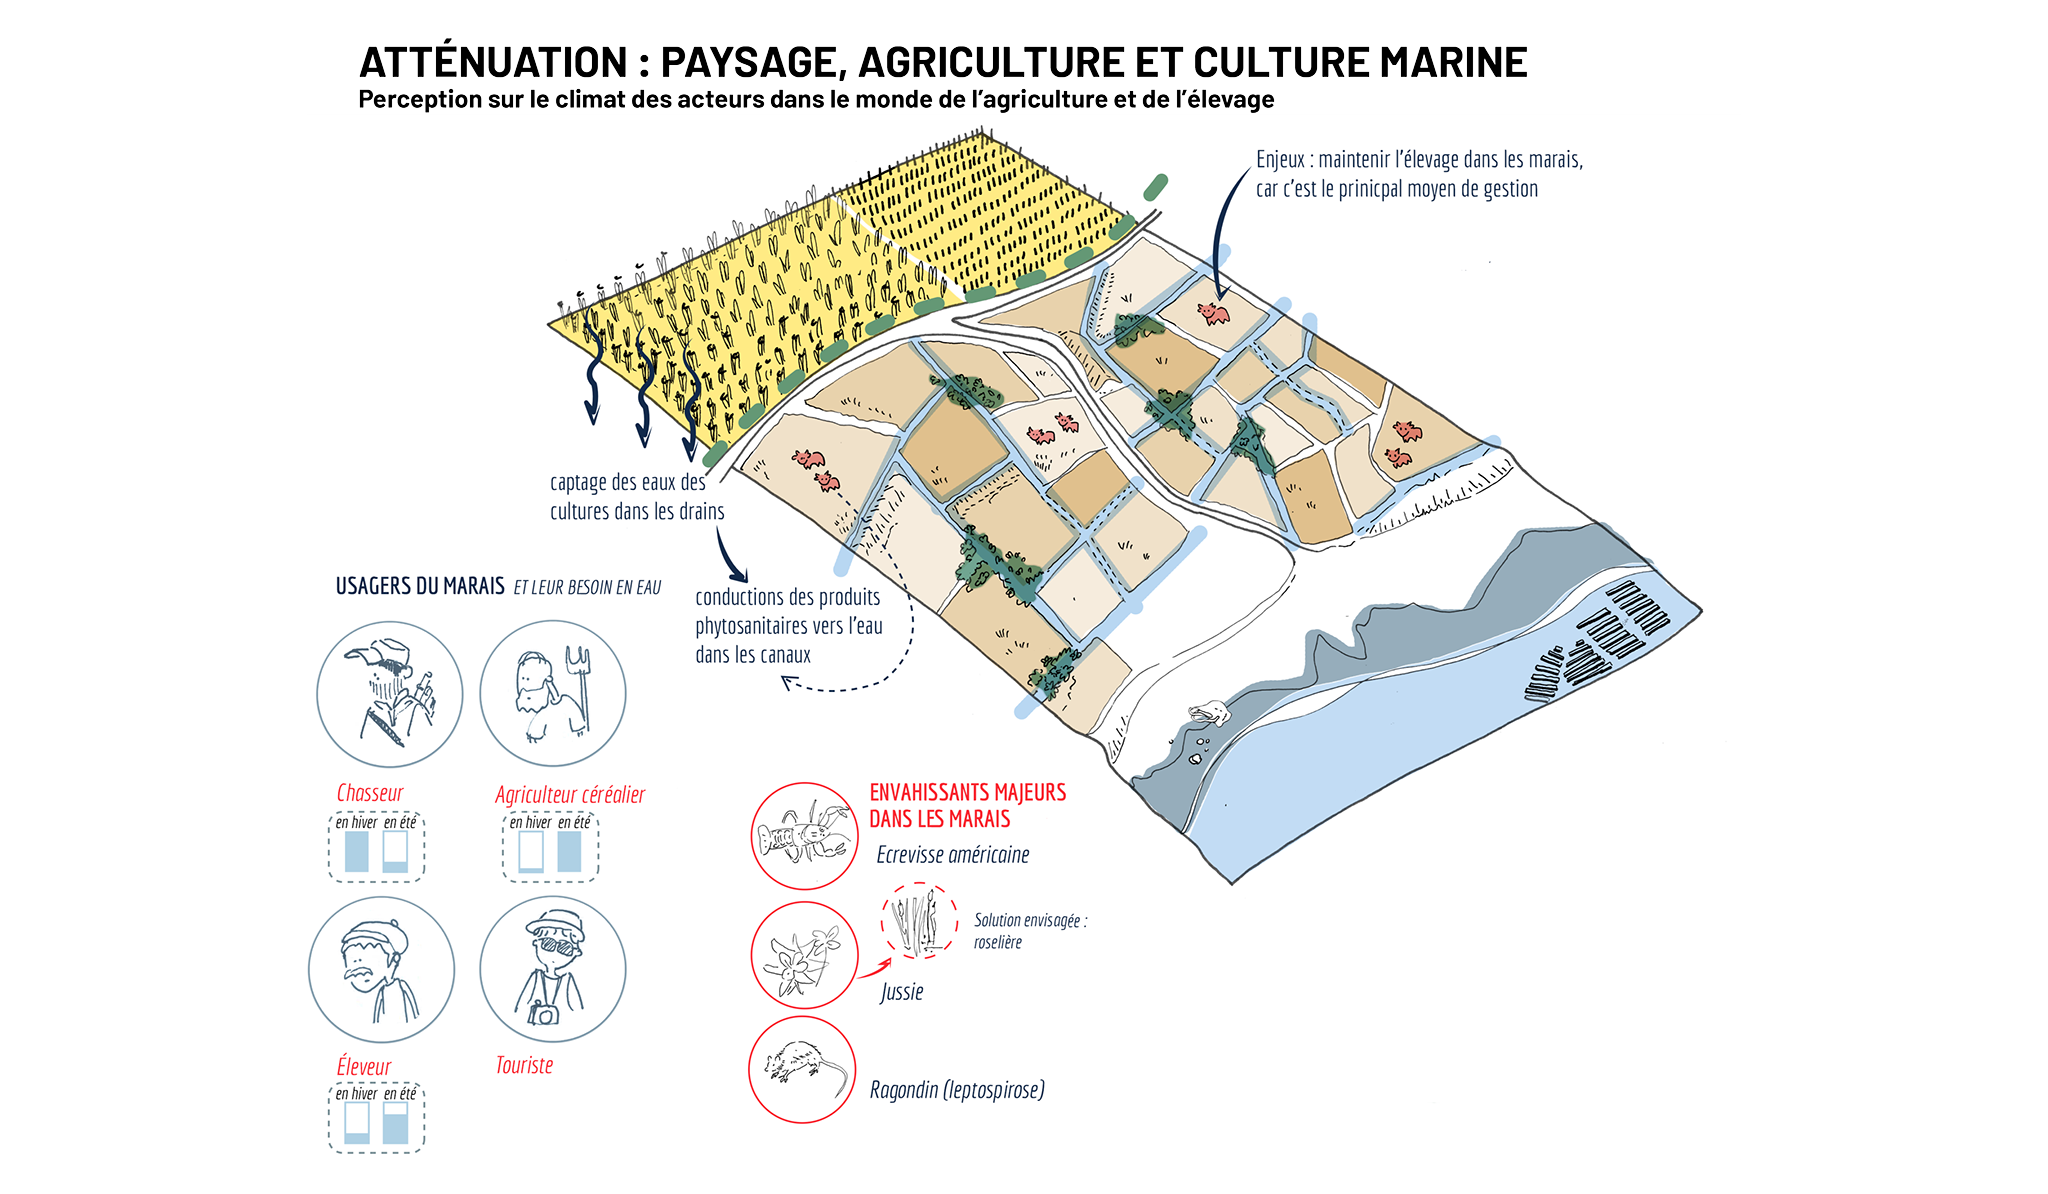 ATTÉNUATION : PAYSAGE, AGRICULTURE ET CULTURE MARINE
Perception sur le climat des acteurs dans le monde de l'agriculture et de l'élevage
Enjeux : maintenir l'élevage dans les marais,
car c'est le prinicpal moyen de gestion
captage des eaux des
cultures dans les drains
conductions des produits
phytosanitaires vers l'eau
dans les canaux
USAGERS DU MARAIS ET LEUR BESOIN EN EAU
Chasseur
en hiver en été
Agriculteur céréalier
en hiver en été
Éleveur
en hiver en été
Touriste
ENVAHISSANTS MAJEURS
DANS LES MARAIS
Ecrevisse américaine
Solution envisagée :
roselière
Jussie
Ragondin (leptospirose)